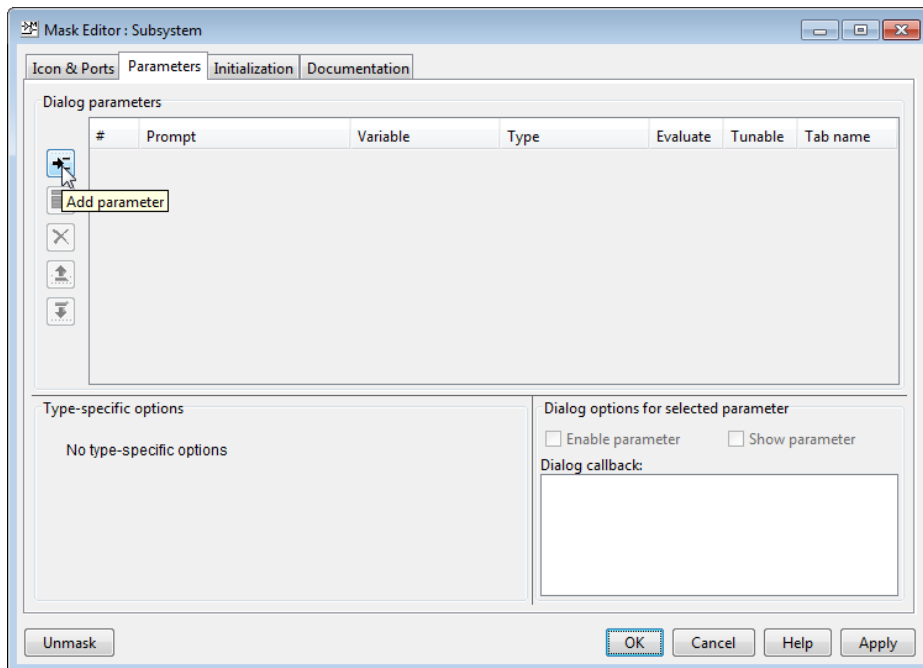 Mask Editor : Subsystem
Icon & Ports Parameters Initialization Documentation
Dialog parameters
# Prompt Variable Type Evaluate Tunable Tab name
Add parameter
Type-specific options
No type-specific options
Dialog options for selected parameter
Enable parameter Show parameter
Dialog callback:
Unmask OK Cancel Help Apply